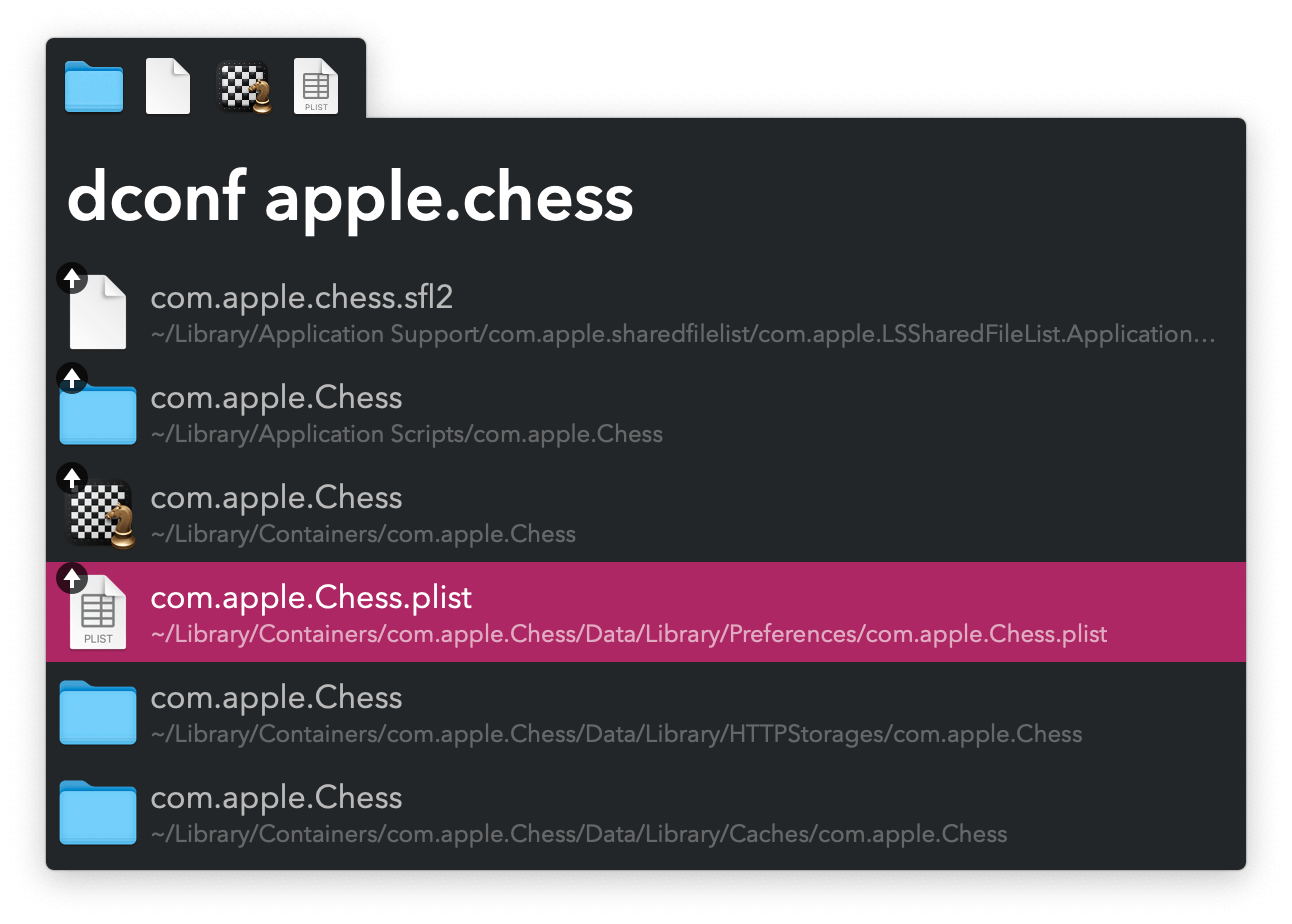 PLIST
dconf apple.chess
com.apple.chess.sfl2
~/Library/Application Support/com.apple.sharedfilelist/com.apple.LSSharedFileList.Application…
com.apple.Chess
~/Library/Application Scripts/com.apple.Chess
com.apple.Chess
~/Library/Containers/com.apple.Chess
PLIST
com.apple.Chess.plist
~/Library/Containers/com.apple.Chess/Data/Library/Preferences/com.apple.Chess.plist
com.apple.Chess
~/Library/Containers/com.apple.Chess/Data/Library/HTTPStorages/com.apple.Chess
com.apple.Chess
~/Library/Containers/com.apple.Chess/Data/Library/Caches/com.apple.Chess